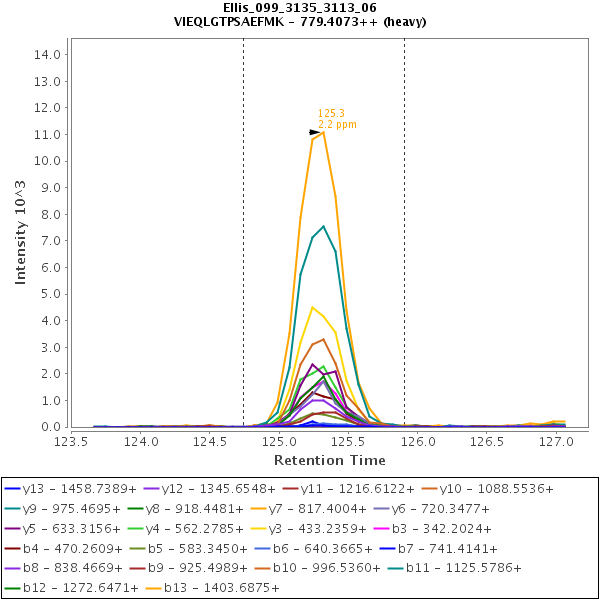 Ellis_099_3135_3113_06
VIEQLGTPSAEFMK - 779.4073++ (heavy)
125.3
2.2 ppm
Intensity 10^3
14.0
13.0
12.0
11.0
10.0
9.0
8.0
7.0
6.0
5.0
4.0
3.0
2.0
1.0
0.0
123.5 124.0 124.5 125.0 125.5 126.0 126.5 127.0
Retention Time
y13 - 1458.7389+ y12 - 1345.6548+ y11 - 1216.6122+ y10 - 1088.5536+
y9 - 975.4695+ y8 - 918.4481+ y7 - 817.4004+ y6 - 720.3477+
y5 - 633.3156+ y4 - 562.2785+ y3 - 433.2359+ b3 - 342.2024+
b4 - 470.2609+ b5 - 583.3450+ b6 - 640.3665+ b7 - 741.4141+
b8 - 838.4669+ b9 - 925.4989+ b10 - 996.5360+ b11 - 1125.5786+
b12 - 1272.6471+ b13 - 1403.6875+